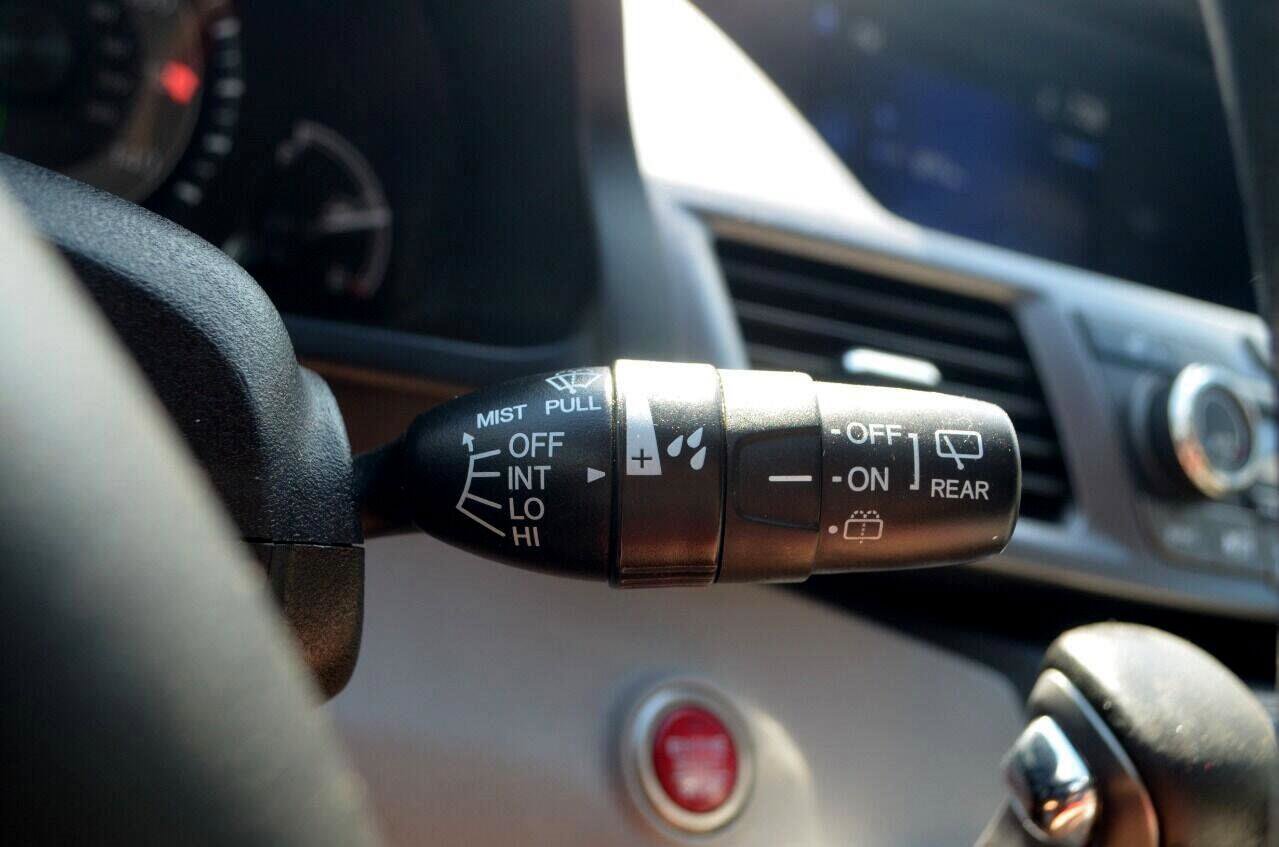 MIST PULL
OFF
INT
LO
HI
+
-OFF
-ON
REAR